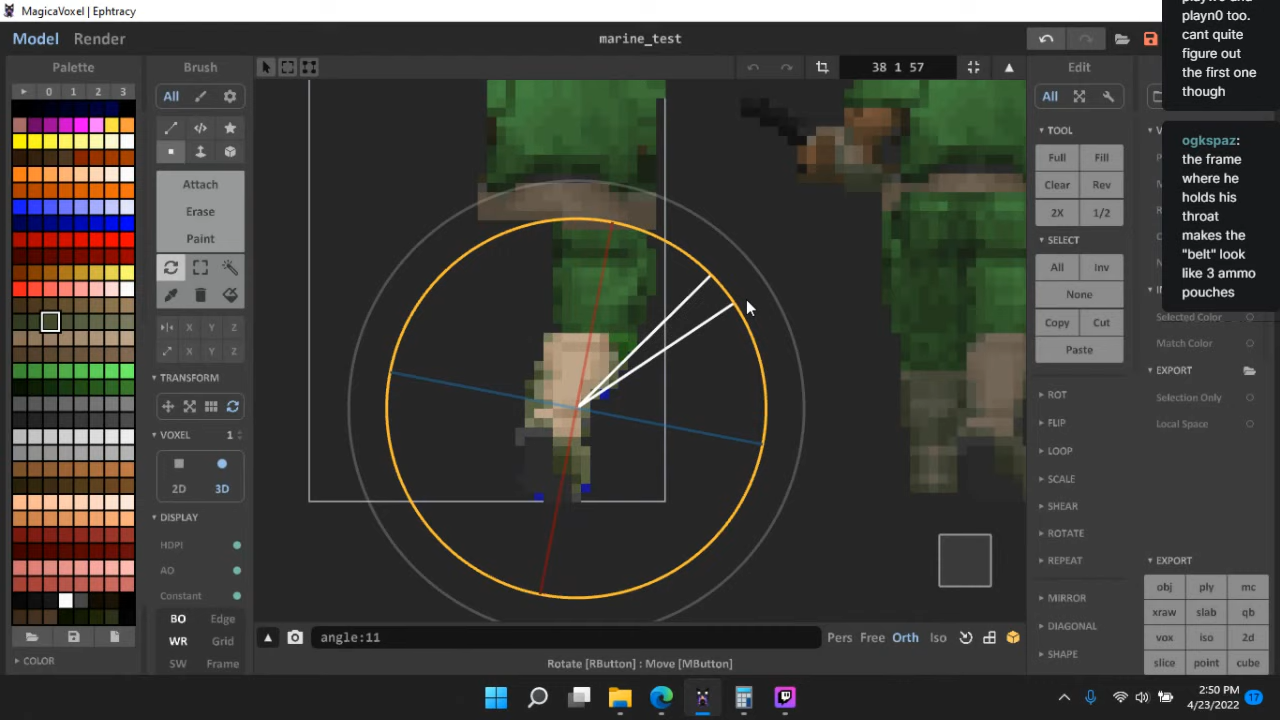 MagicaVoxel | Ephtracy
Model Render
marine_test
playn0 too.
cant quite
figure out
the first one
though
Palette
Brush
38 1 57
Edit
0 1 2 3
All
All
ogkspaz:
the frame
where he
holds his
throat
makes the
"belt" look
like 3 ammo
pouches
TOOL
Full Fill
Clear Rev
2X 1/2
Attach
Erase
Paint
SELECT
All Inv
None
Copy Cut
Paste
X Y Z
X Y Z
TRANSFORM
VOXEL 1
2D 3D
DISPLAY
HDPI
AO
Constant
BO Edge
WR Grid
SW Frame
Selected Color
Match Color
EXPORT
Selection Only
Local Space
ROT
FLIP
LOOP
SCALE
SHEAR
ROTATE
REPEAT
MIRROR
DIAGONAL
SHAPE
EXPORT
obj ply mc
xraw slab qb
vox iso 2d
slice point cube
COLOR
angle:11
Pers Free Orth Iso
Rotate [RButton] : Move [MButton]
2:50 PM
4/23/2022
17